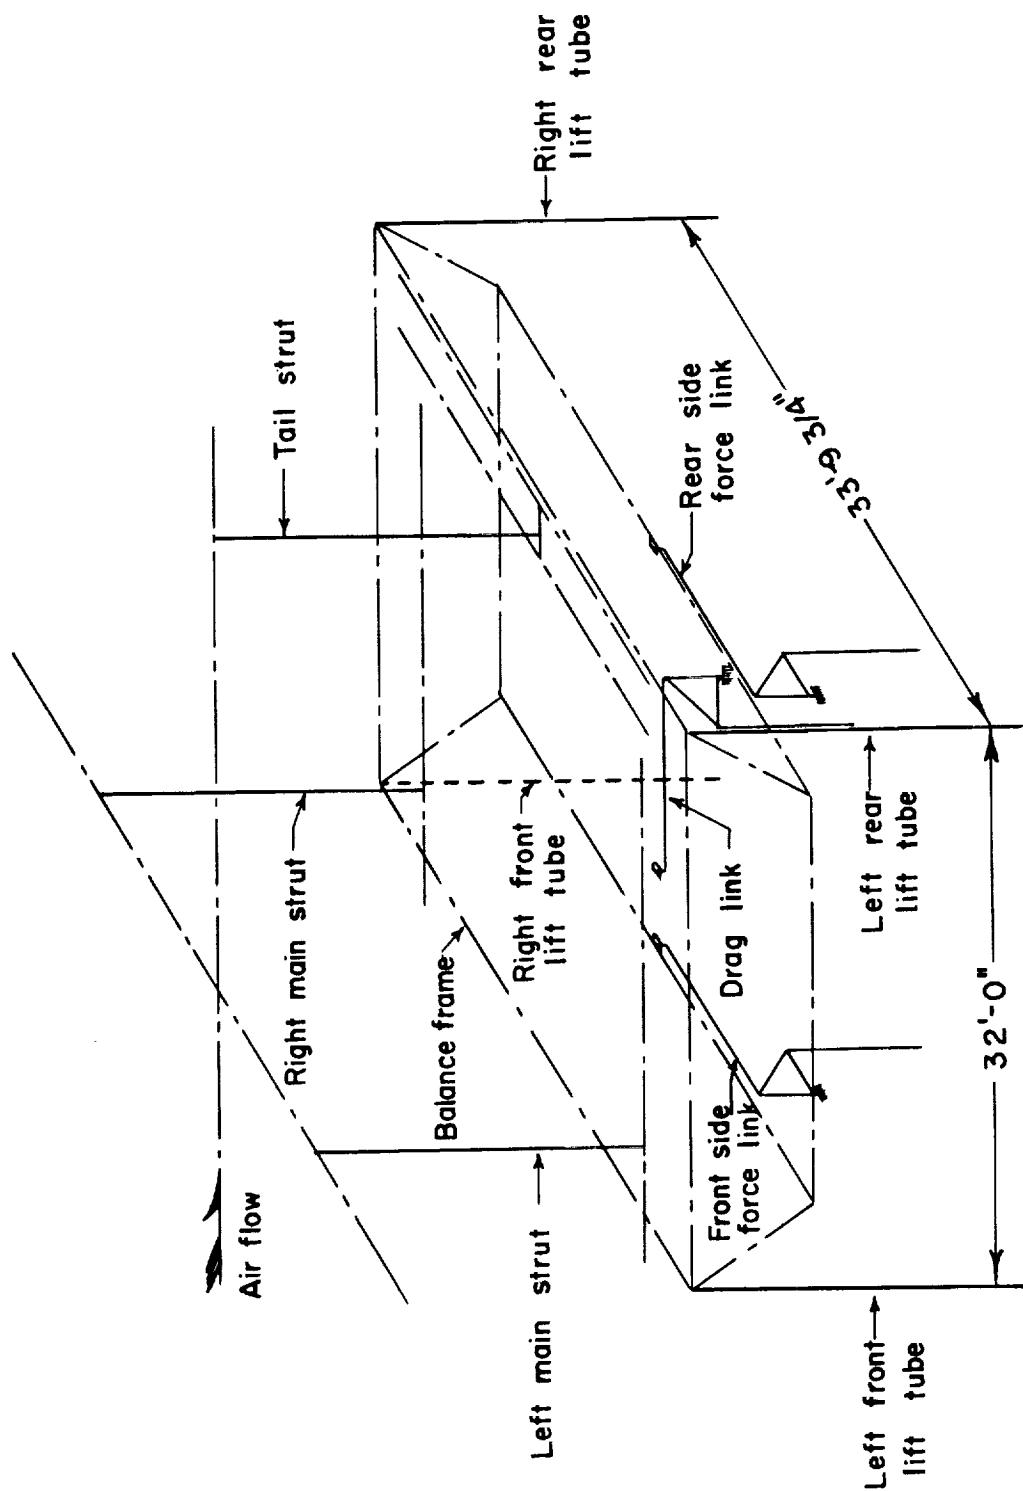 Tail strut
Right rear
lift tube
Right main strut
Air flow
Balance frame
Right front
lift tube
Left main strut
Rear side
force link
Drag link
Front side
force link
33'-9 3/4"
Left rear
lift tube
32'-0"
Left front
lift tube